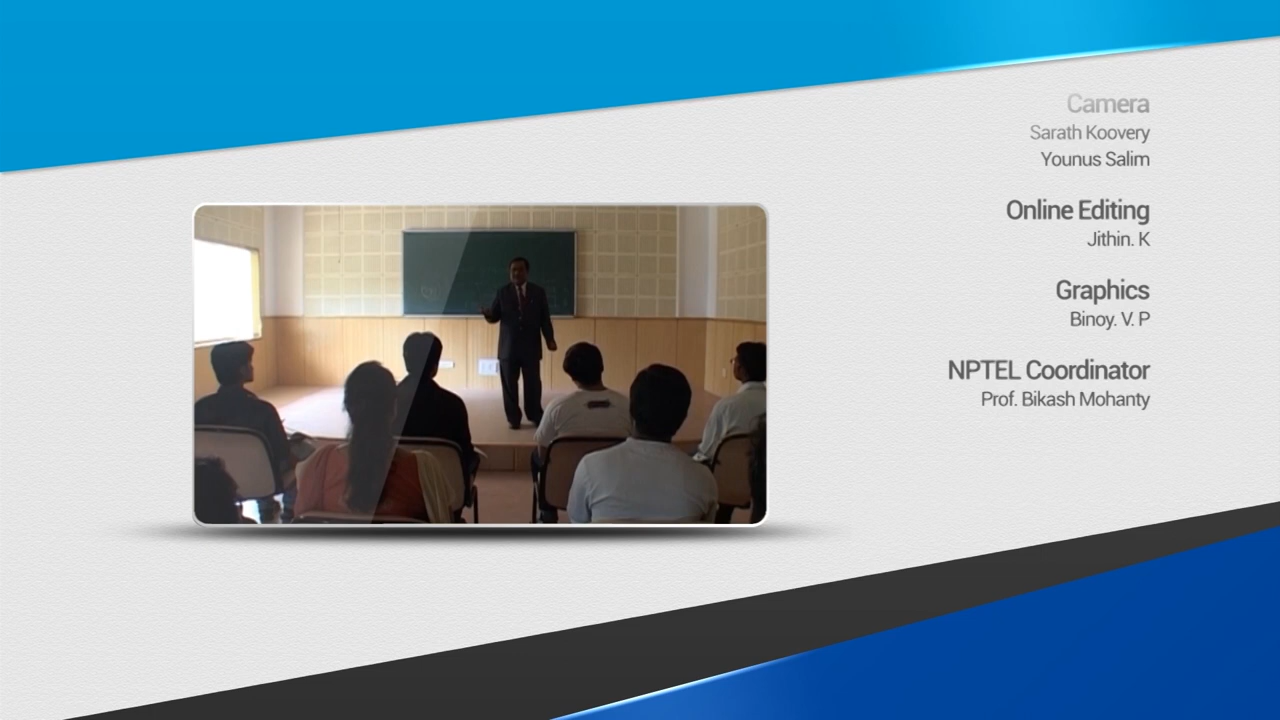 Camera
Sarath Koovery
Younus Salim
Online Editing
Jithin. K
Graphics
Binoy. V. P
NPTEL Coordinator
Prof. Bikash Mohanty